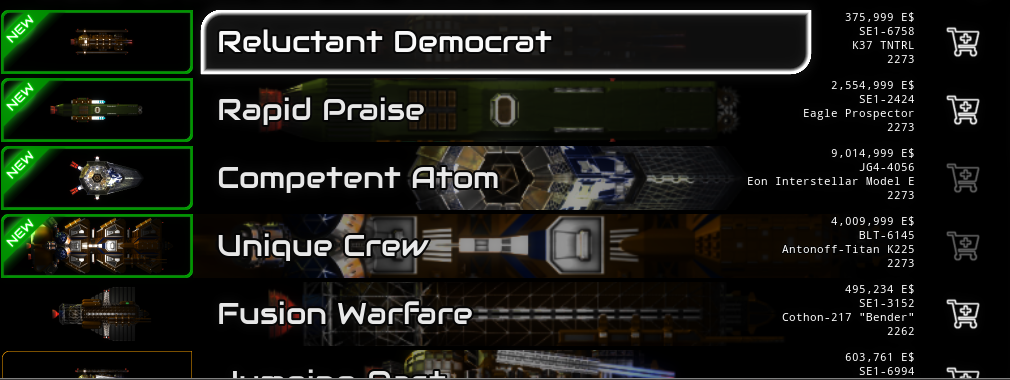 NEW
Reluctant Democrat
375,999 E$
SE1-6758
K37 TNTRL
2273
NEW
Rapid Praise
2,554,999 E$
SE1-2424
Eagle Prospector
2273
NEW
Competent Atom
9,014,999 E$
JG4-4056
Eon Interstellar Model E
2273
NEW
Unique Crew
4,009,999 E$
BLT-6145
Antonoff-Titan K225
2273
Fusion Warfare
495,234 E$
SE1-3152
Cothon-217 "Bender"
2262
603,761 E$
SE1-6994